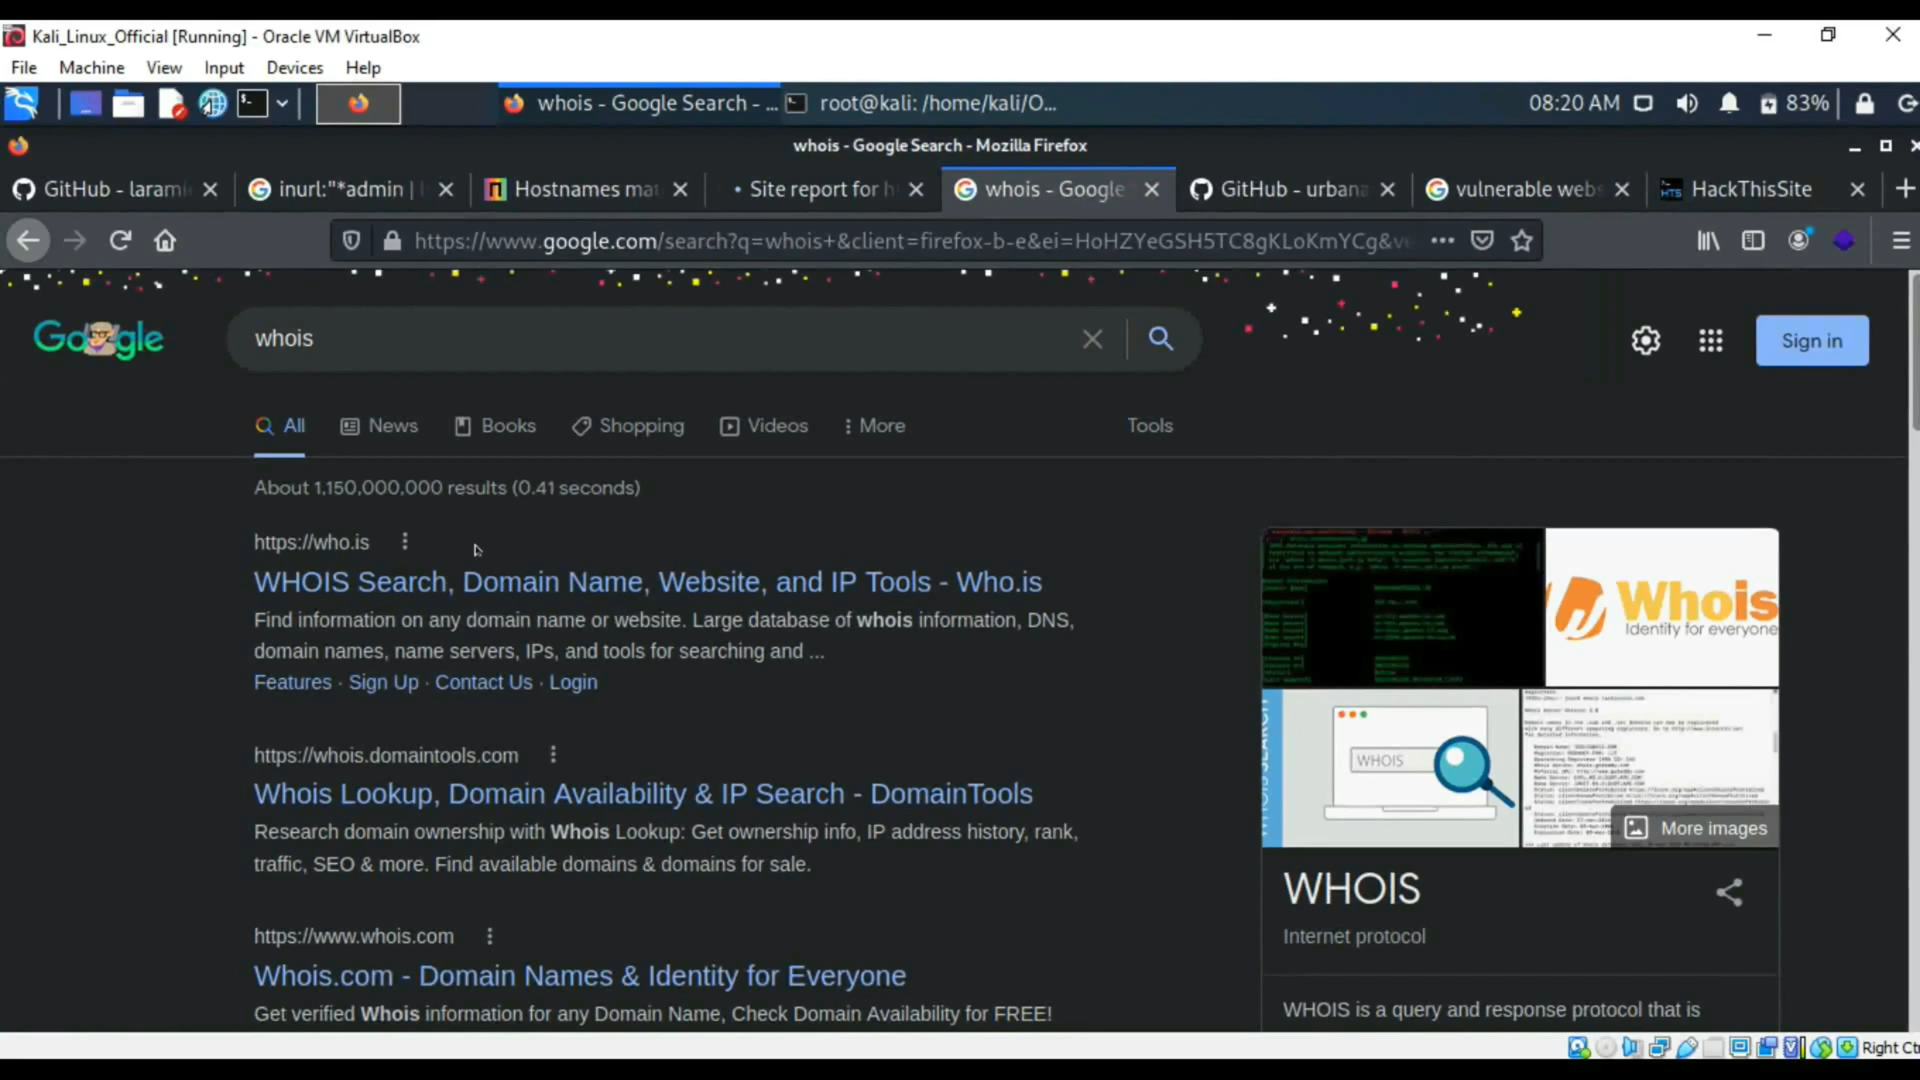 Kali_Linux_Official [Running] - Oracle VM VirtualBox
File Machine View Input Devices Help
whois - Google Search - ...
root@kali: /home/kali/O...
08:20 AM
83%
whois - Google Search - Mozilla Firefox
GitHub - larami
inurl:"*admin |
Hostnames mat
Site report for h
whois - Google
GitHub - urbana
vulnerable webs
HackThisSite
https://www.google.com/search?q=whois+&client=firefox-b-e&ei=HoHZYeGSH5TC8gKLoKmYCg&ve
Google
whois
Sign in
All
News
Books
Shopping
Videos
More
Tools
About 1,150,000,000 results (0.41 seconds)
https://who.is
WHOIS Search, Domain Name, Website, and IP Tools - Who.is
Find information on any domain name or website. Large database of whois information, DNS,
domain names, name servers, IPs, and tools for searching and ...
Features · Sign Up · Contact Us · Login
https://whois.domaintools.com
Whois Lookup, Domain Availability & IP Search - DomainTools
Research domain ownership with Whois Lookup: Get ownership info, IP address history, rank,
traffic, SEO & more. Find available domains & domains for sale.
https://www.whois.com
Whois.com - Domain Names & Identity for Everyone
Get verified Whois information for any Domain Name, Check Domain Availability for FREE!
Whois
Identity for everyone
WHOIS SEARCH
WHOIS
More images
WHOIS
Internet protocol
WHOIS is a query and response protocol that is
Right Ctr